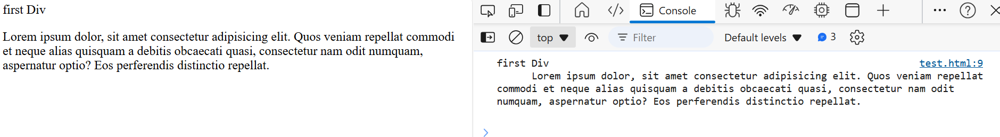 first Div
Lorem ipsum dolor, sit amet consectetur adipisicing elit. Quos veniam repellat commodi
et neque alias quisquam a debitis obcaecati quasi, consectetur nam odit numquam,
aspernatur optio? Eos perferendis distinctio repellat.
Console
top
Filter
Default levels
3
first Div
test.html:9
Lorem ipsum dolor, sit amet consectetur adipisicing elit. Quos veniam repellat
commodi et neque alias quisquam a debitis obcaecati quasi, consectetur nam odit
numquam, aspernatur optio? Eos perferendis distinctio repellat.